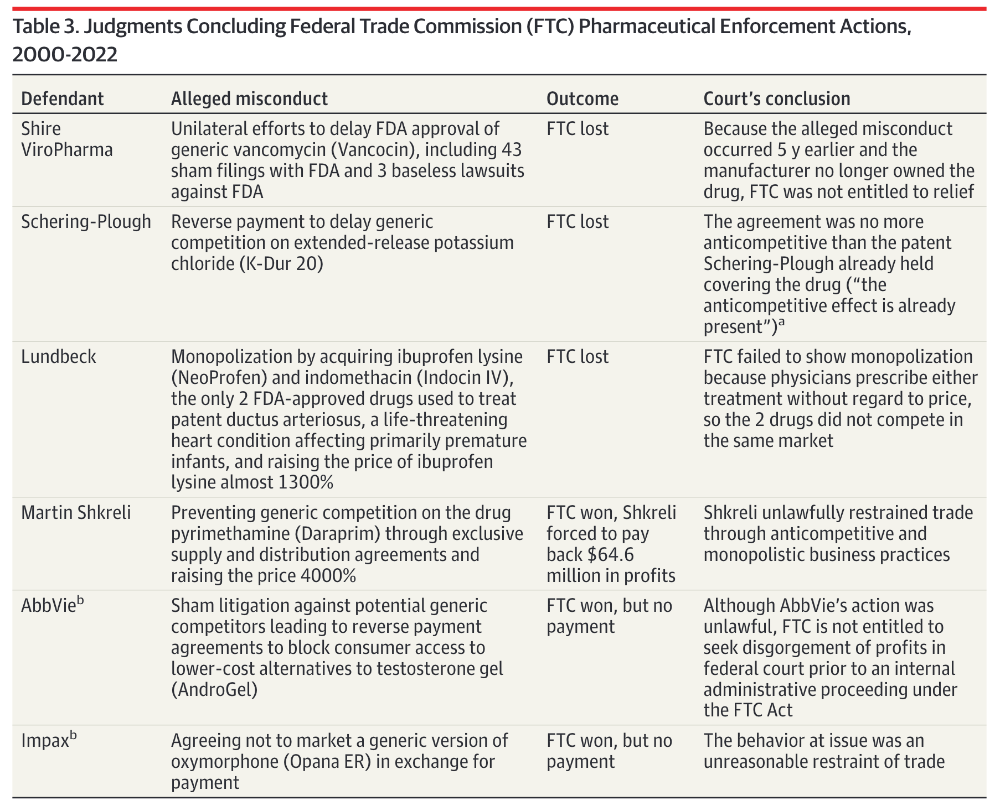 Table 3. Judgments Concluding Federal Trade Commission (FTC) Pharmaceutical Enforcement Actions,
2000-2022
Defendant
Alleged misconduct
Outcome
Court’s conclusion
Shire
ViroPharma
Unilateral efforts to delay FDA approval of
generic vancomycin (Vancocin), including 43
sham filings with FDA and 3 baseless lawsuits
against FDA
FTC lost
Because the alleged misconduct
occurred 5 y earlier and the
manufacturer no longer owned the
drug, FTC was not entitled to relief
Schering-Plough
Reverse payment to delay generic
competition on extended-release potassium
chloride (K-Dur 20)
FTC lost
The agreement was no more
anticompetitive than the patent
Schering-Plough already held
covering the drug (“the
anticompetitive effect is already
present”)a
Lundbeck
Monopolization by acquiring ibuprofen lysine
(NeoProfen) and indomethacin (Indocin IV),
the only 2 FDA-approved drugs used to treat
patent ductus arteriosus, a life-threatening
heart condition affecting primarily premature
infants, and raising the price of ibuprofen
lysine almost 1300%
FTC lost
FTC failed to show monopolization
because physicians prescribe either
treatment without regard to price,
so the 2 drugs did not compete in
the same market
Martin Shkreli
Preventing generic competition on the drug
pyrimethamine (Daraprim) through exclusive
supply and distribution agreements and
raising the price 4000%
FTC won, Shkreli
forced to pay
back $64.6
million in profits
Shkreli unlawfully restrained trade
through anticompetitive and
monopolistic business practices
AbbVieb
Sham litigation against potential generic
competitors leading to reverse payment
agreements to block consumer access to
lower-cost alternatives to testosterone gel
(AndroGel)
FTC won, but no
payment
Although AbbVie’s action was
unlawful, FTC is not entitled to
seek disgorgement of profits in
federal court prior to an internal
administrative proceeding under
the FTC Act
Impaxb
Agreeing not to market a generic version of
oxymorphone (Opana ER) in exchange for
payment
FTC won, but no
payment
The behavior at issue was an
unreasonable restraint of trade